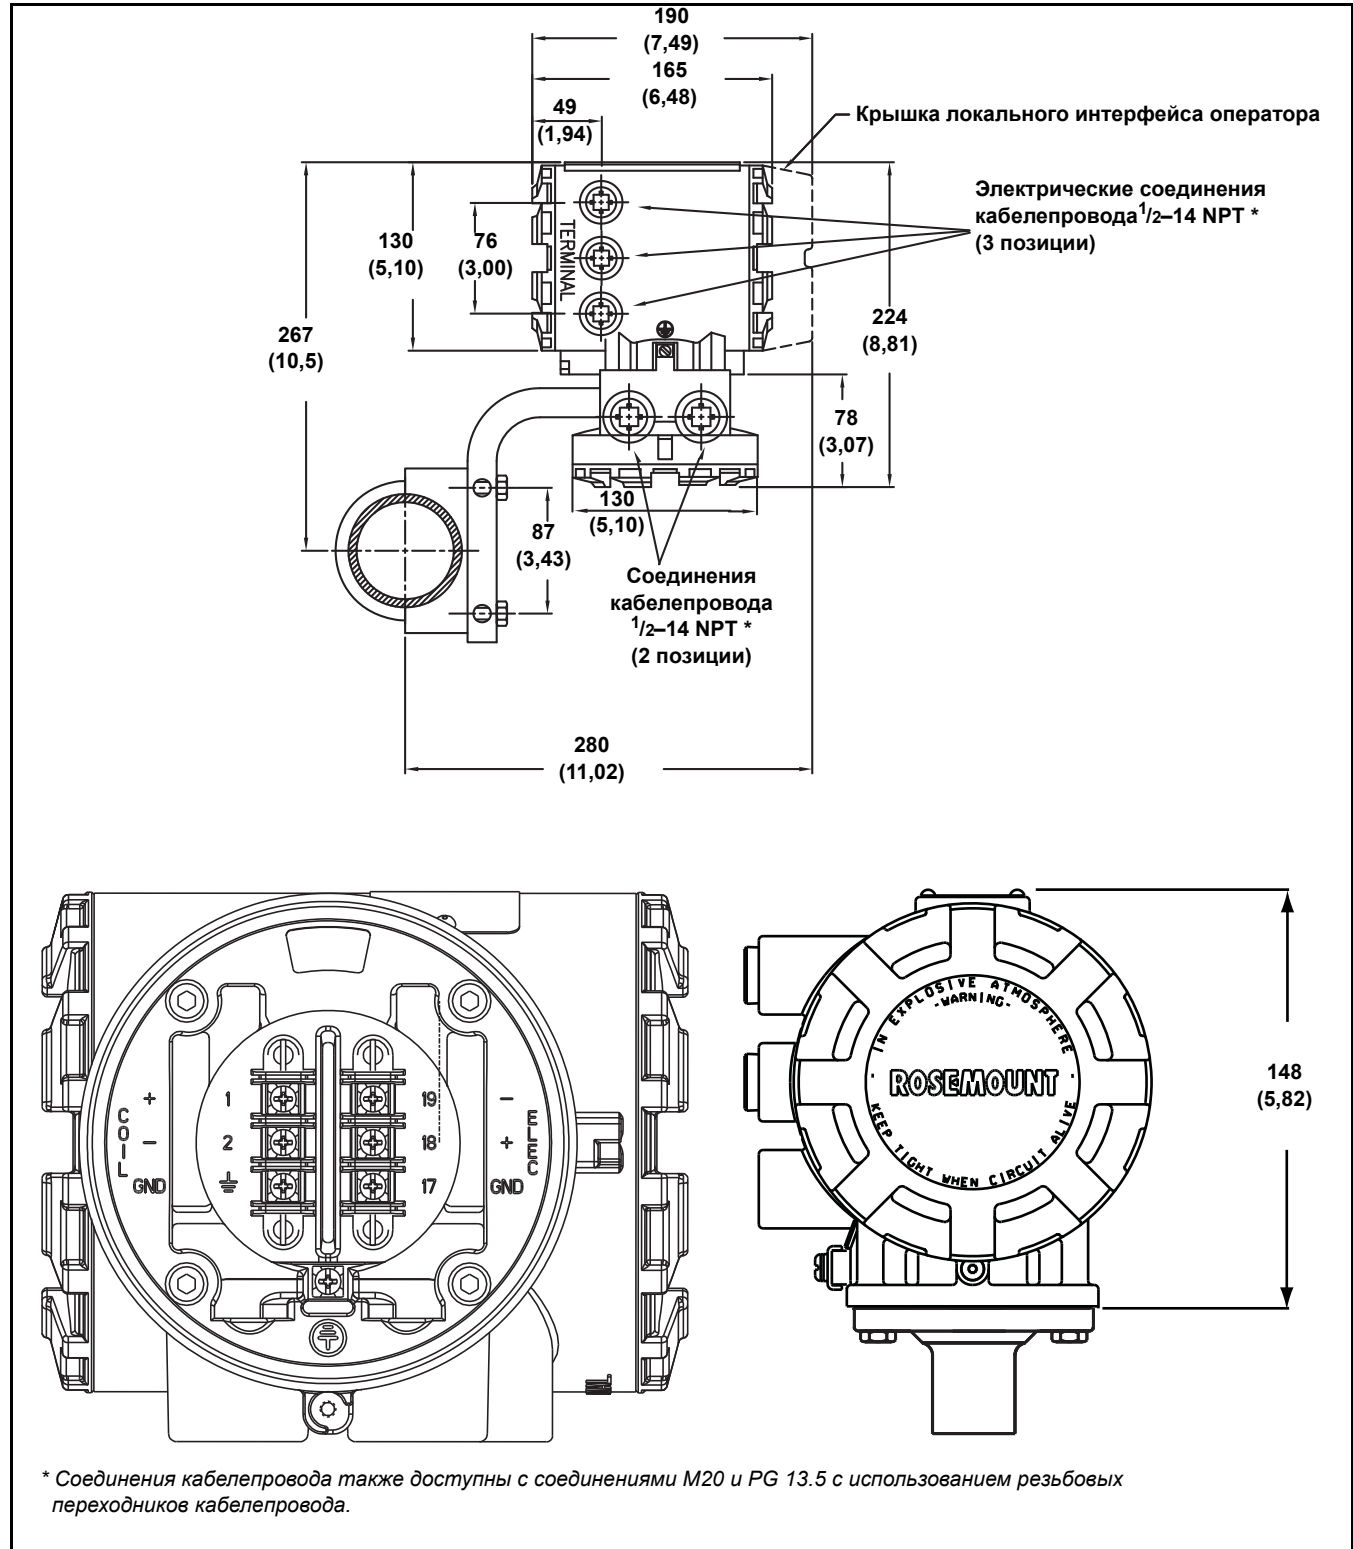 190
(7,49)
165
(6,48)
49
(1,94)
Крышка локального интерфейса оператора
Электрические соединения
кабелепровода 1/2–14 NPT *
(3 позиции)
130
(5,10)
76
(3,00)
TERMINAL
267
(10,5)
224
(8,81)
78
(3,07)
130
(5,10)
87
(3,43)
Соединения
кабелепровода
1/2–14 NPT *
(2 позиции)
280
(11,02)
+
1
19
–
COIL
–
2
18
+
ELEC
GND
17
GND
IN EXPLOSIVE ATMOSPHERE
-WARNING-
- ROSEMOUNT -
KEEP TIGHT WHEN CIRCUIT ALIVE
148
(5,82)
* Соединения кабелепровода также доступны с соединениями M20 и PG 13.5 с использованием резьбовых
переходников кабелепровода.